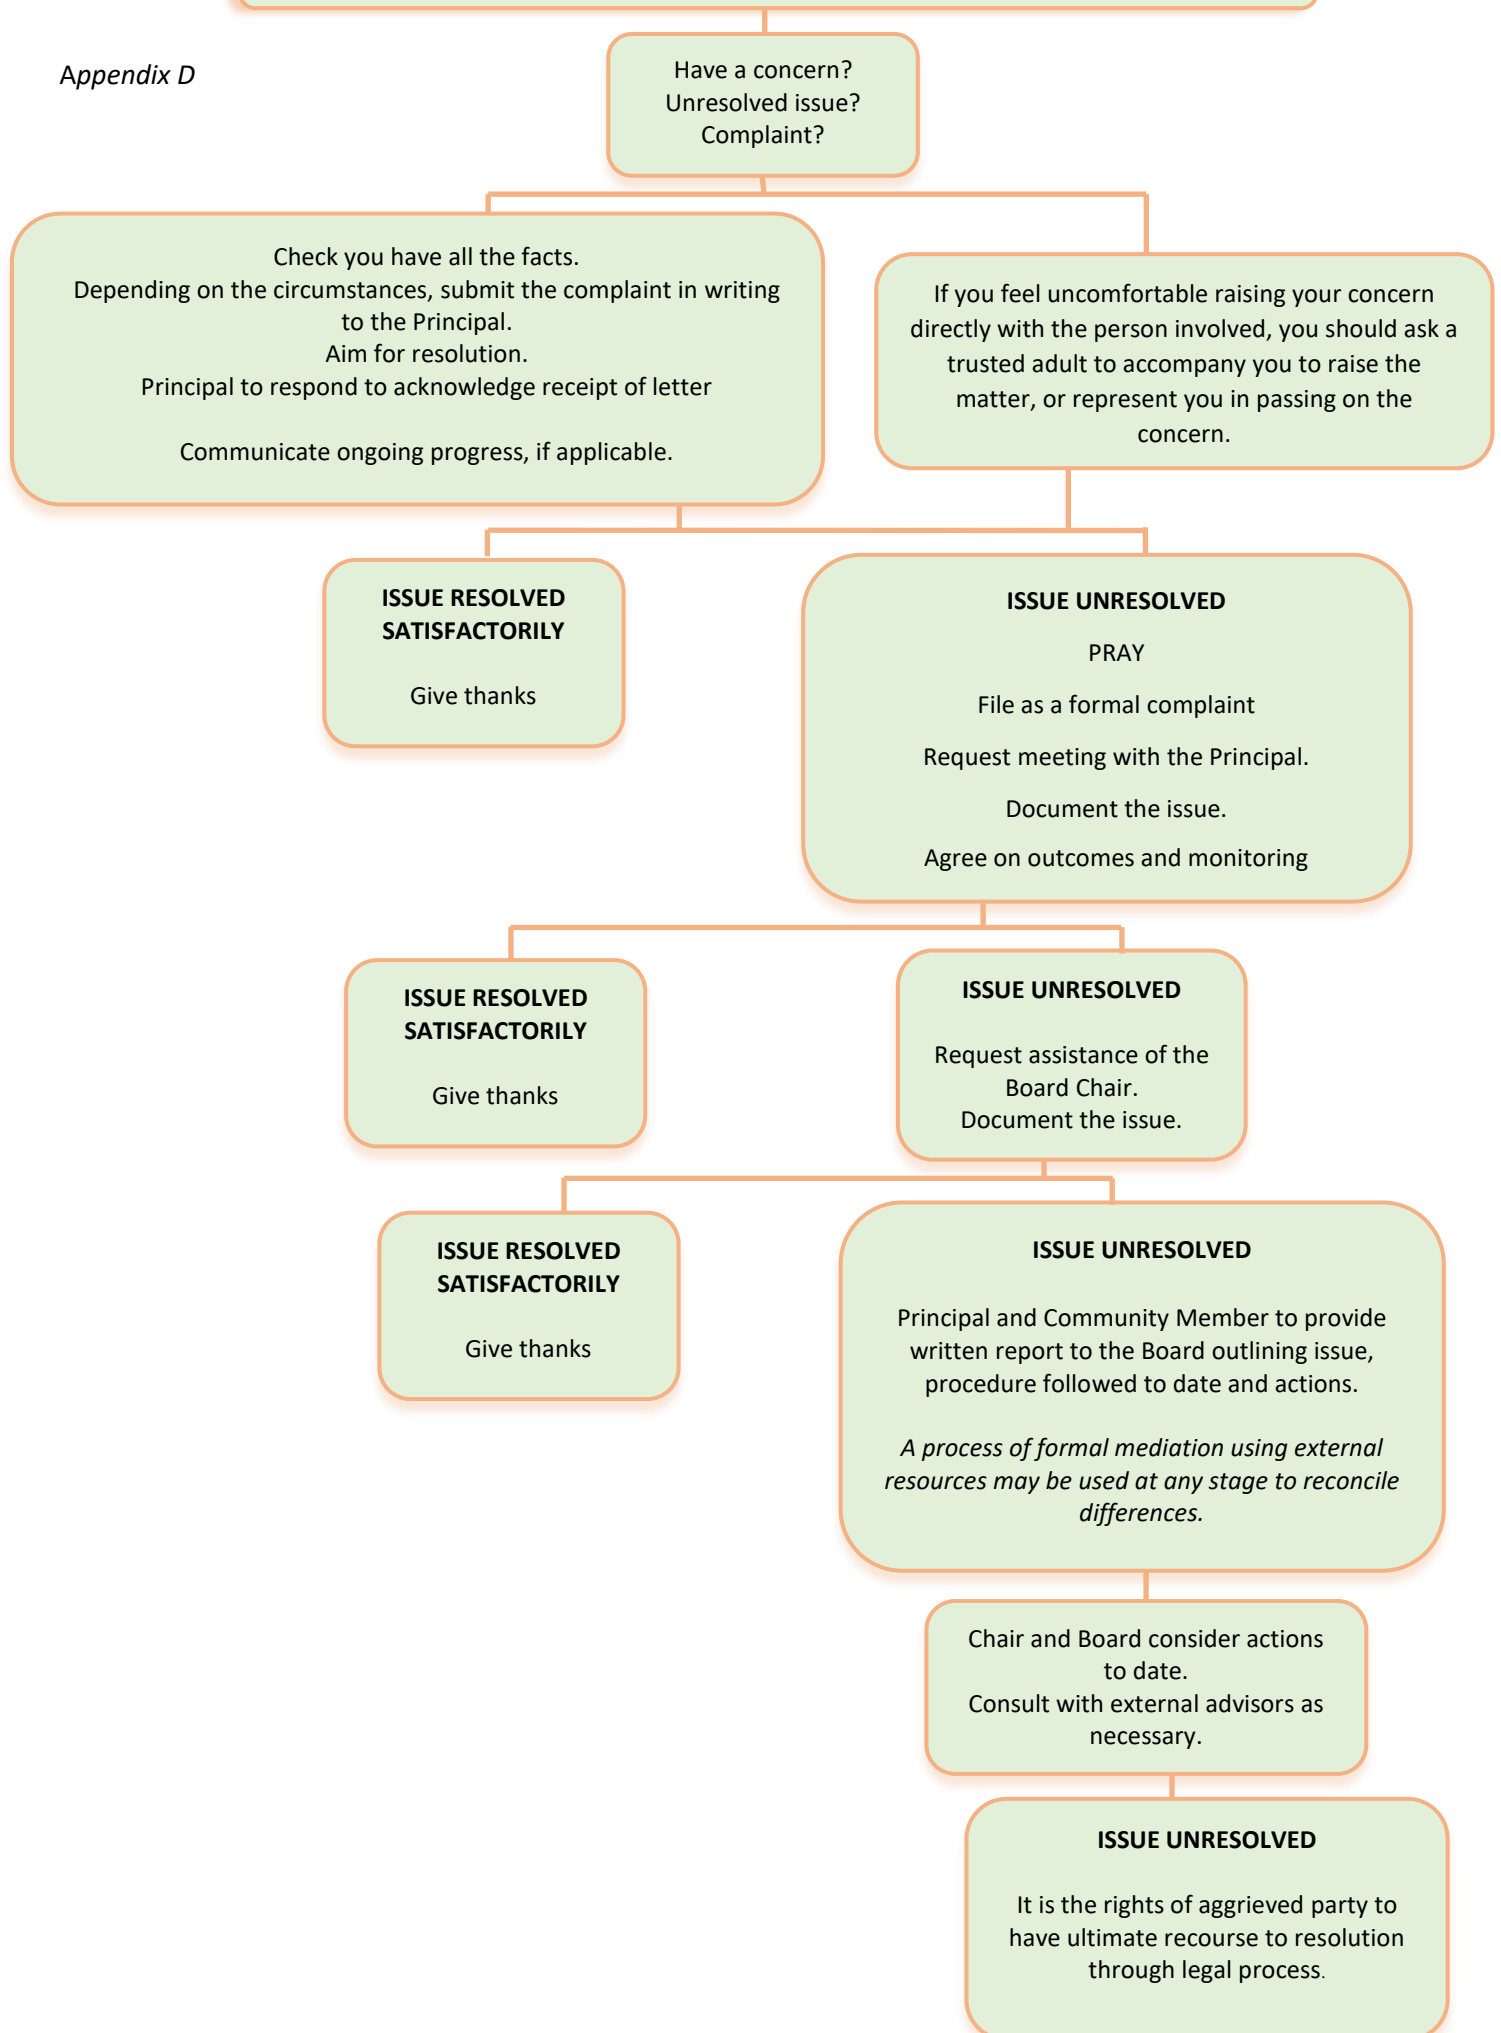 Appendix D
Have a concern?
Unresolved issue?
Complaint?
Check you have all the facts.
Depending on the circumstances, submit the complaint in writing
to the Principal.
Aim for resolution.
Principal to respond to acknowledge receipt of letter
Communicate ongoing progress, if applicable.
If you feel uncomfortable raising your concern
directly with the person involved, you should ask a
trusted adult to accompany you to raise the
matter, or represent you in passing on the
concern.
ISSUE RESOLVED
SATISFACTORILY
Give thanks
ISSUE UNRESOLVED
PRAY
File as a formal complaint
Request meeting with the Principal.
Document the issue.
Agree on outcomes and monitoring
ISSUE RESOLVED
SATISFACTORILY
Give thanks
ISSUE UNRESOLVED
Request assistance of the
Board Chair.
Document the issue.
ISSUE RESOLVED
SATISFACTORILY
Give thanks
ISSUE UNRESOLVED
Principal and Community Member to provide
written report to the Board outlining issue,
procedure followed to date and actions.
A process of formal mediation using external
resources may be used at any stage to reconcile
differences.
Chair and Board consider actions
to date.
Consult with external advisors as
necessary.
ISSUE UNRESOLVED
It is the rights of aggrieved party to
have ultimate recourse to resolution
through legal process.